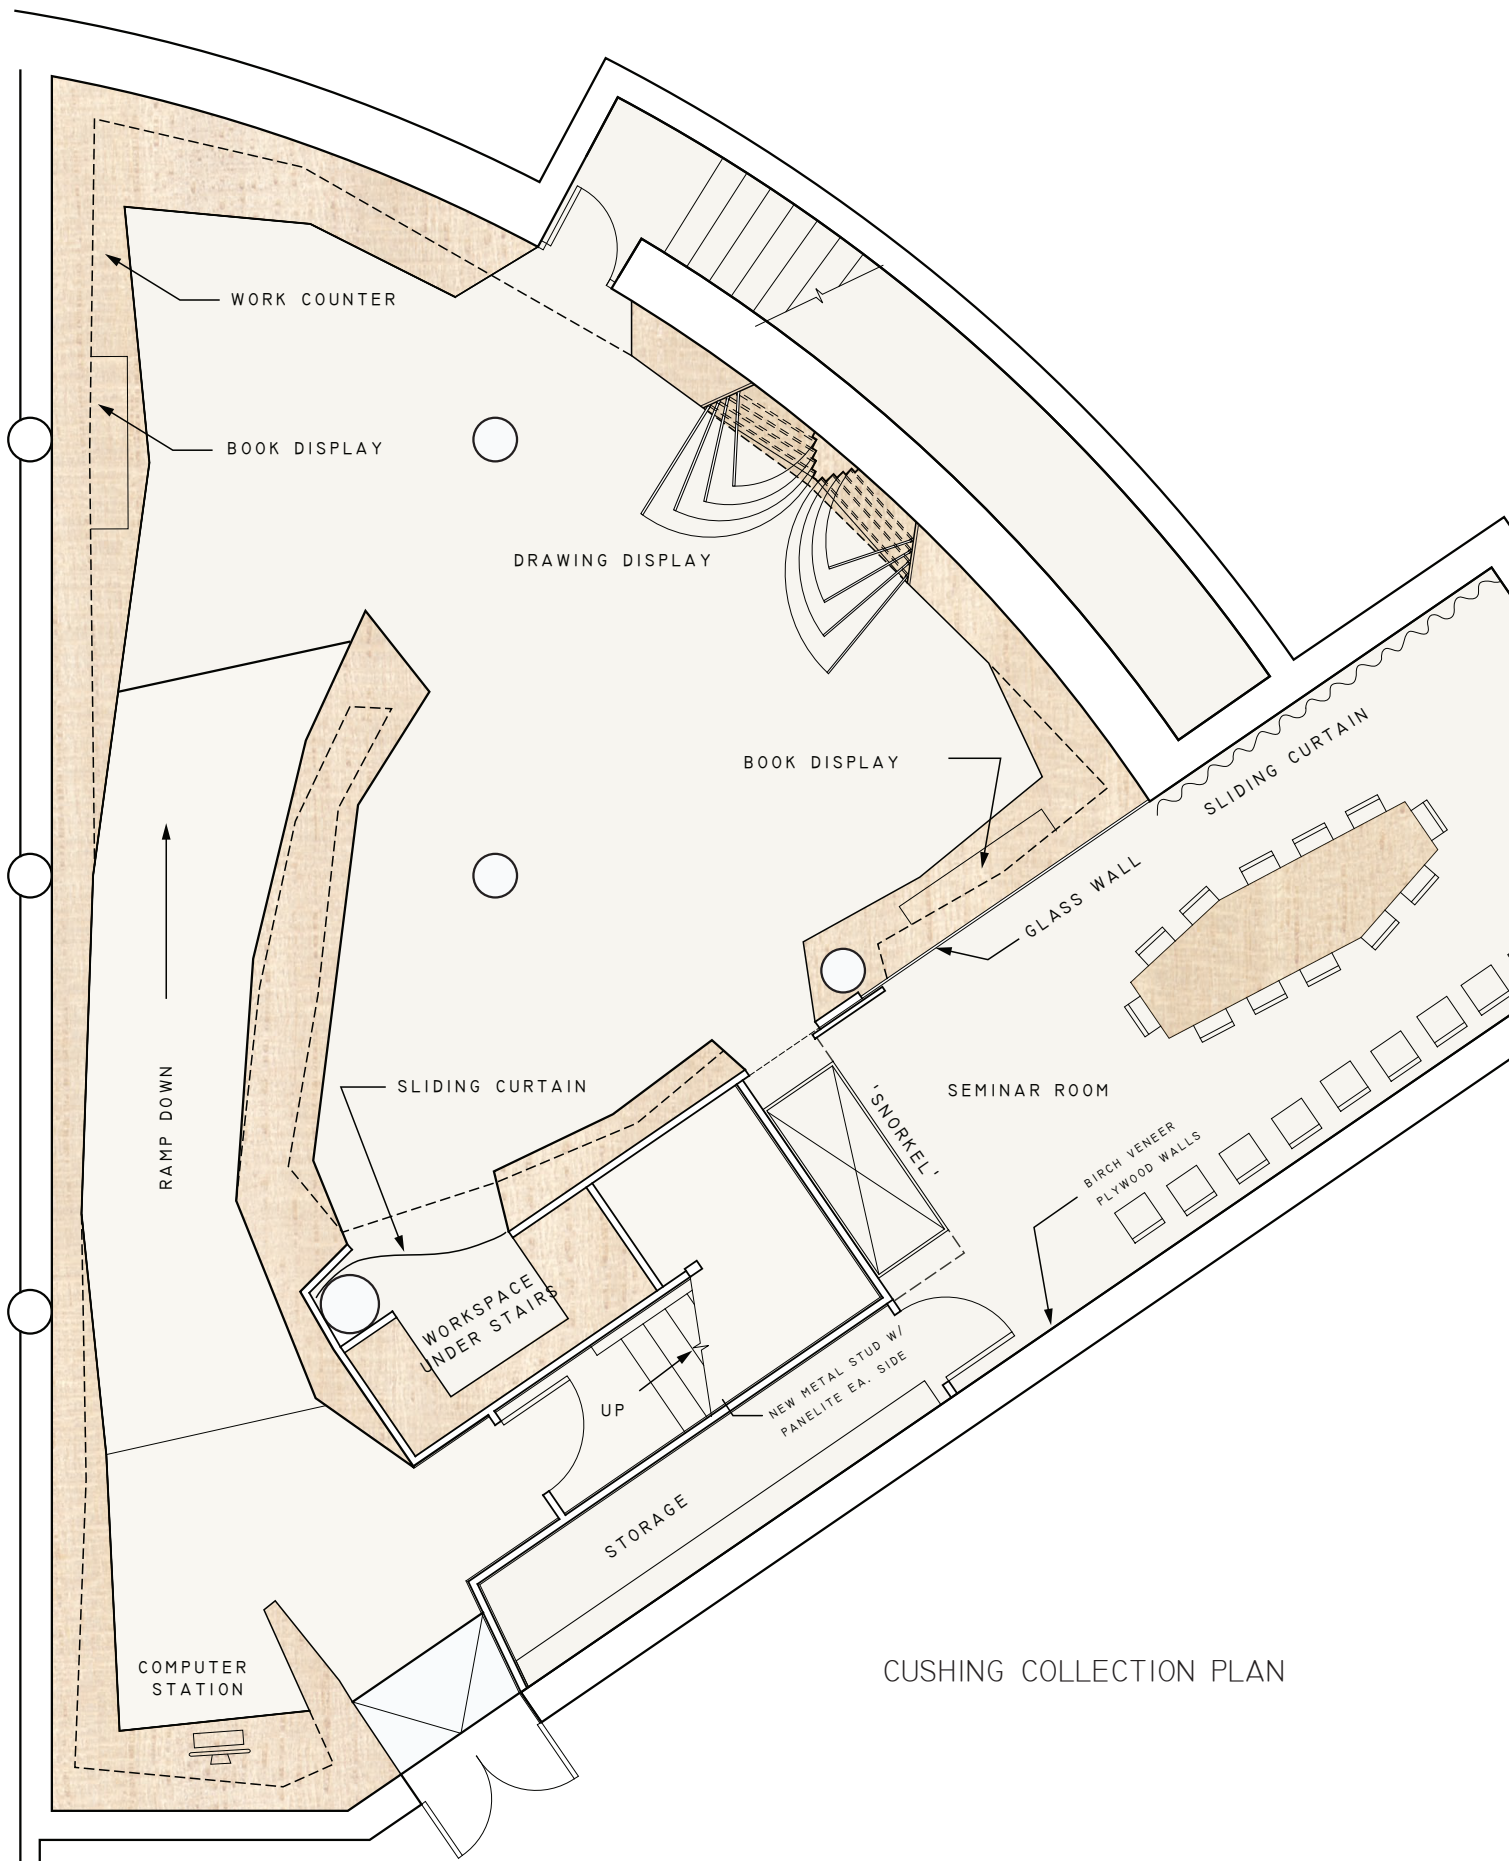 WORK COUNTER
BOOK DISPLAY
DRAWING DISPLAY
SLIDING CURTAIN
BOOK DISPLAY
GLASS WALL
RAMP DOWN
SLIDING CURTAIN
SEMINAR ROOM
'SNORKEL'
BIRCH VENEER
PLYWOOD WALLS
WORKSPACE
UNDER STAIRS
UP
NEW METAL STUD W/
PANELITE EA. SIDE
STORAGE
COMPUTER
STATION
CUSHING COLLECTION PLAN